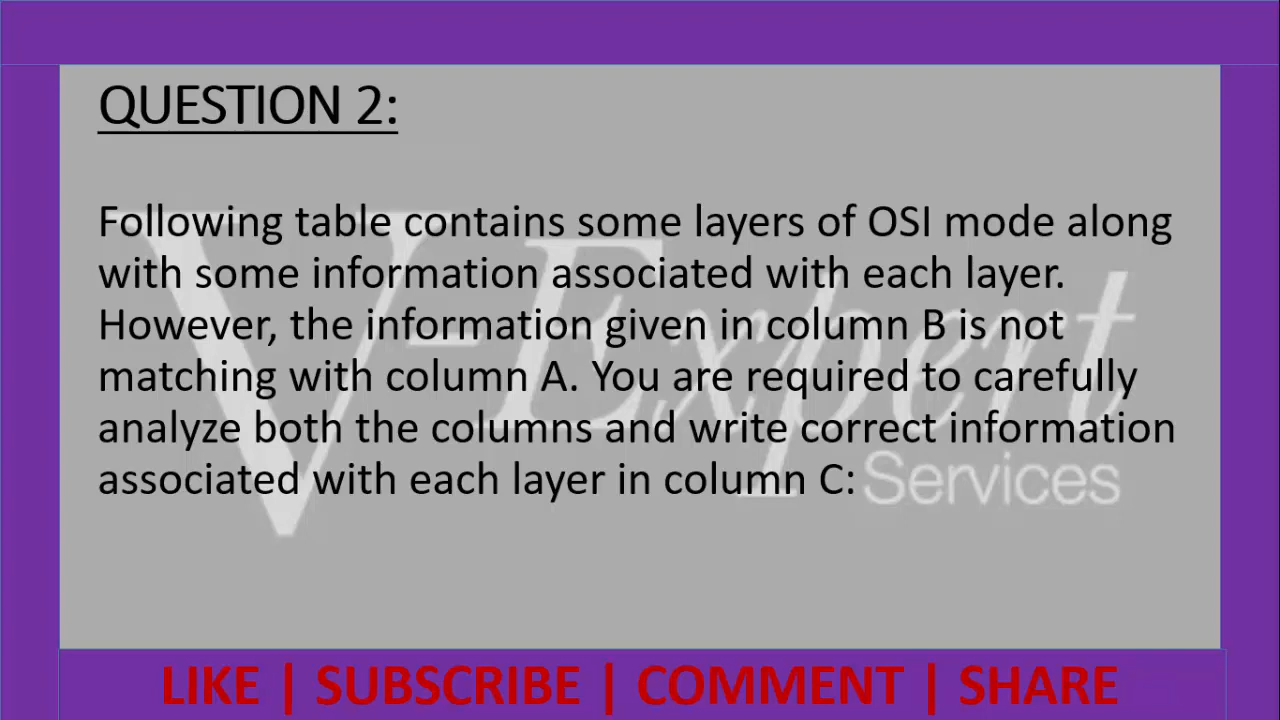 QUESTION 2:
Following table contains some layers of OSI mode along
with some information associated with each layer.
However, the information given in column B is not
matching with column A. You are required to carefully
analyze both the columns and write correct information
associated with each layer in column C:
V-Expert
Services
LIKE | SUBSCRIBE | COMMENT | SHARE